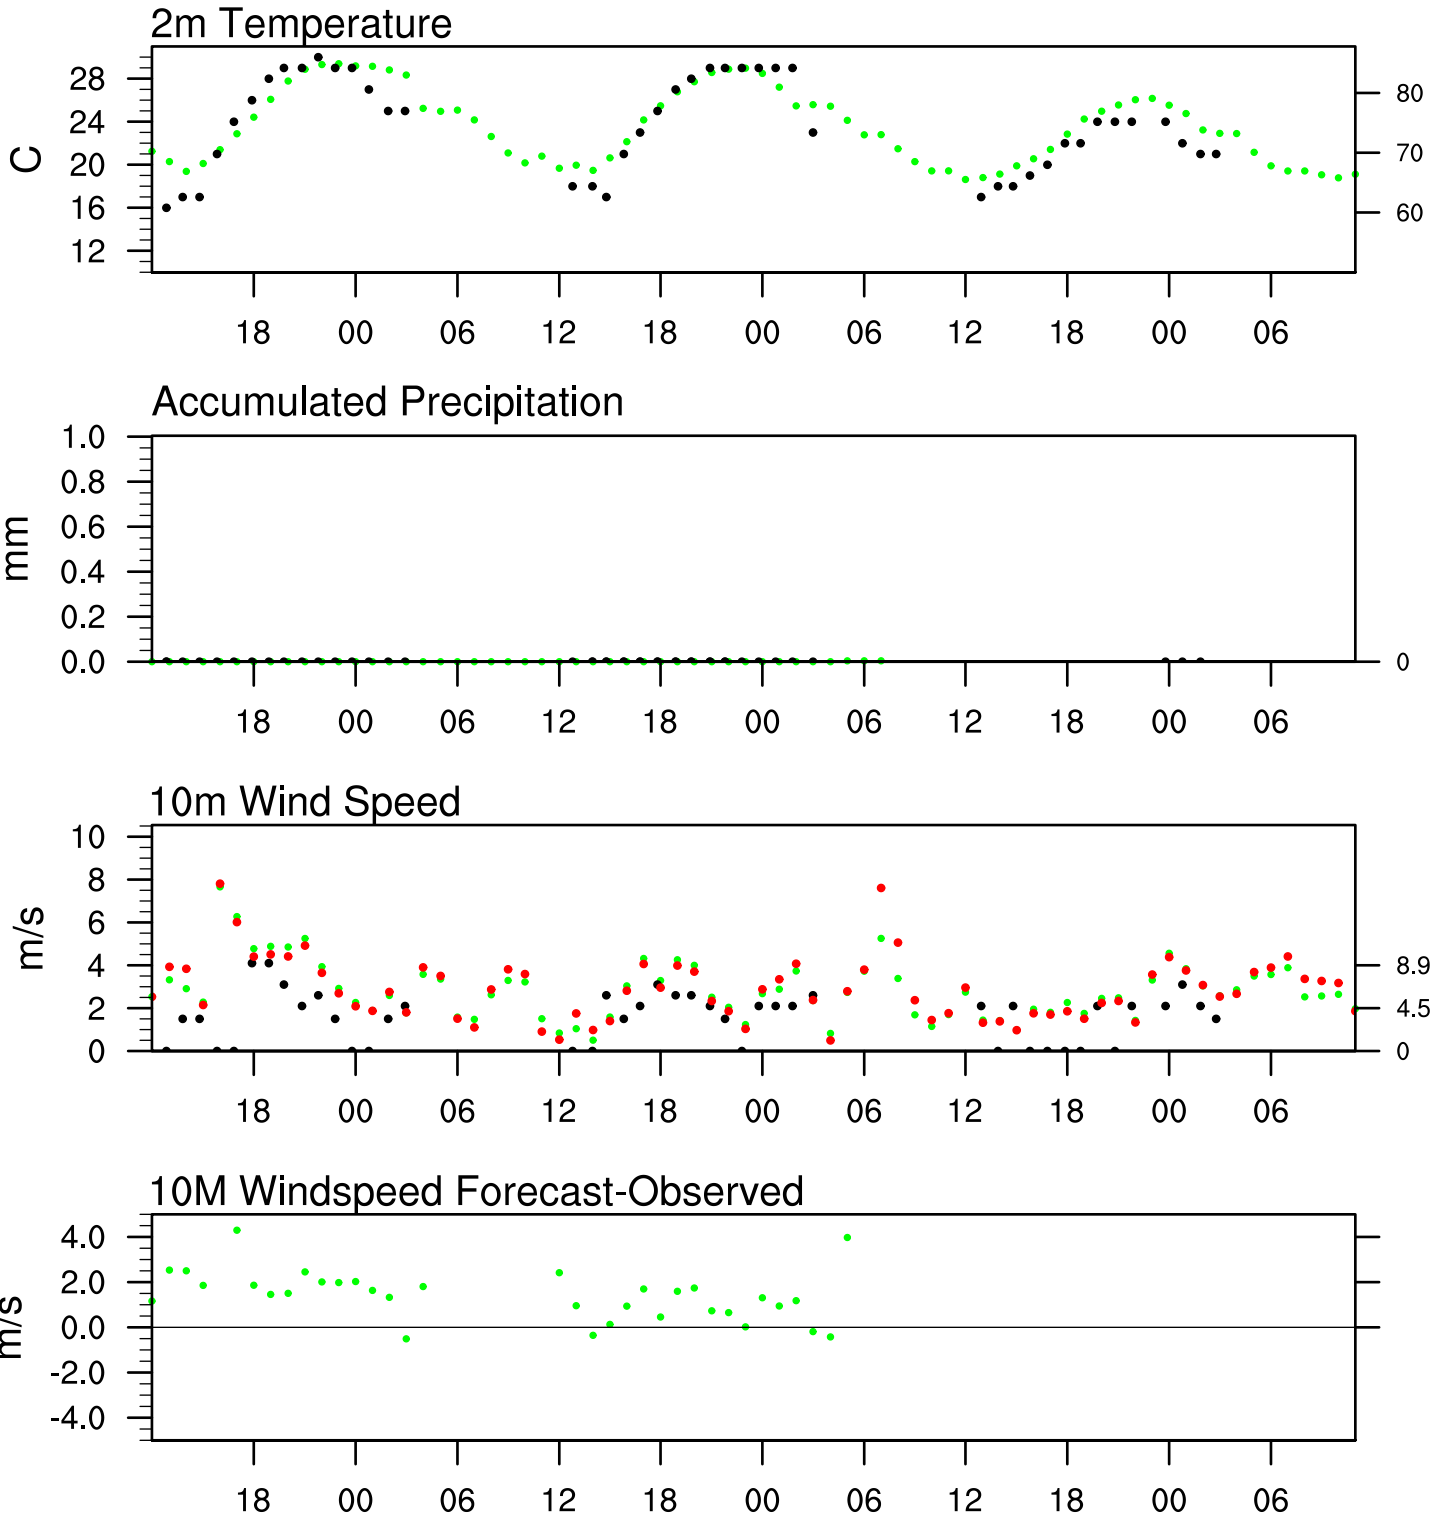 2m Temperature
28
24
20
16
12
C
80
70
60
18 00 06 12 18 00 06 12 18 00 06
Accumulated Precipitation
1.0
0.8
0.6
0.4
0.2
0.0
mm
0
18 00 06 12 18 00 06 12 18 00 06
10m Wind Speed
10
8
6
4
2
0
m/s
8.9
4.5
0
18 00 06 12 18 00 06 12 18 00 06
10M Windspeed Forecast-Observed
4.0
2.0
0.0
-2.0
-4.0
m/s
18 00 06 12 18 00 06 12 18 00 06